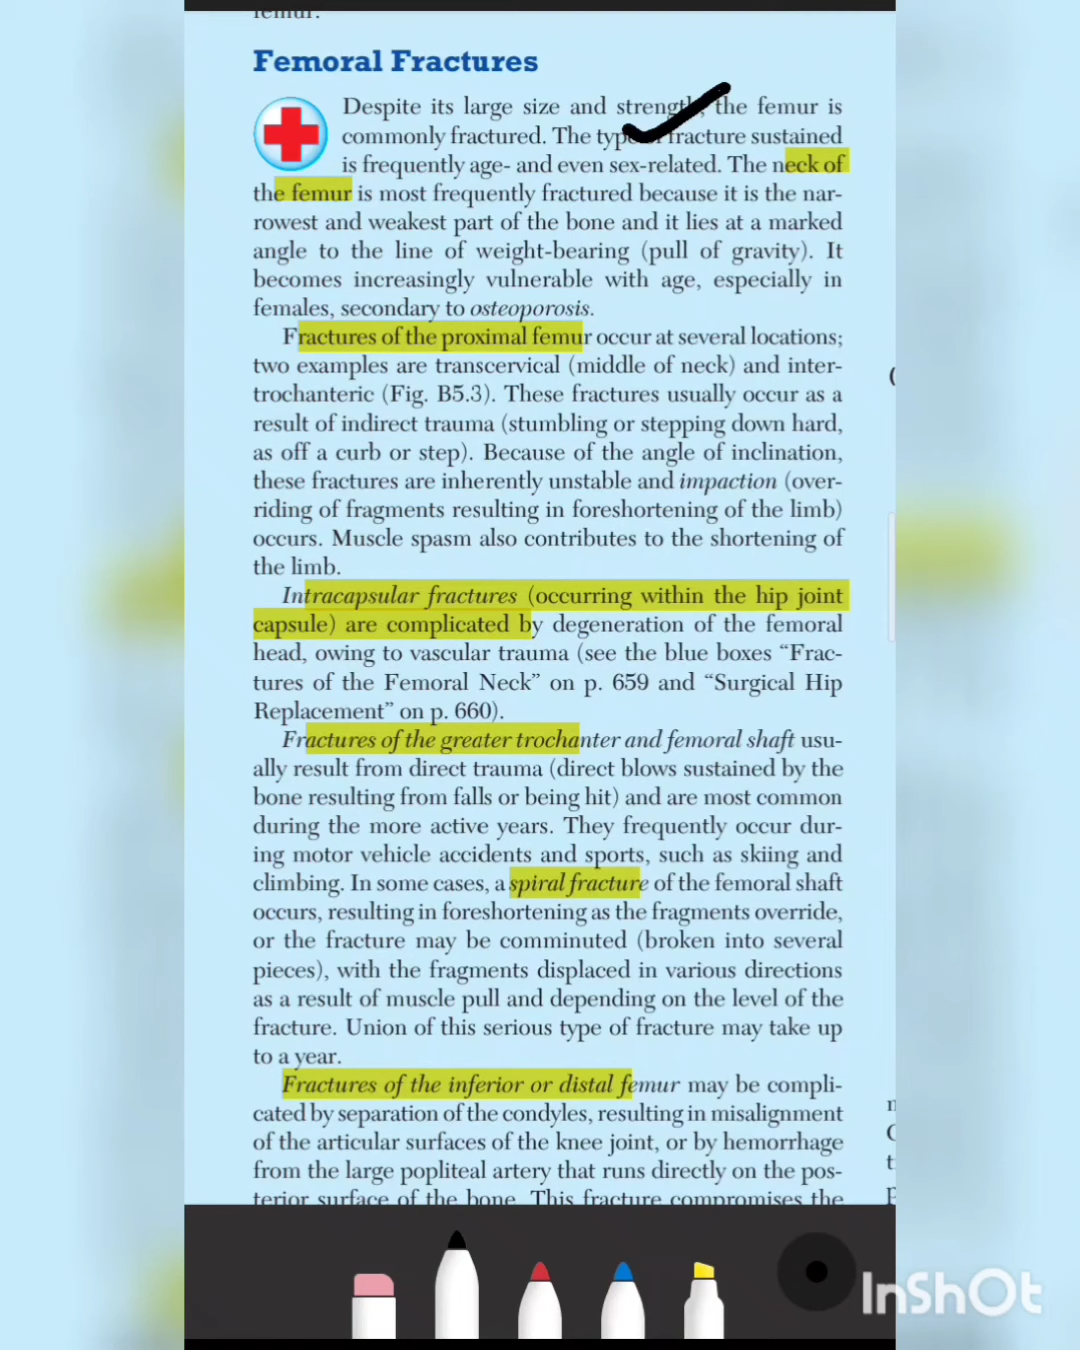 femur.
Femoral Fractures
Despite its large size and strength, the femur is
commonly fractured. The type of fracture sustained
is frequently age- and even sex-related. The neck of
the femur is most frequently fractured because it is the nar-
rowest and weakest part of the bone and it lies at a marked
angle to the line of weight-bearing (pull of gravity). It
becomes increasingly vulnerable with age, especially in
females, secondary to osteoporosis.
Fractures of the proximal femur occur at several locations;
two examples are transcervical (middle of neck) and inter-
trochanteric (Fig. B5.3). These fractures usually occur as a
result of indirect trauma (stumbling or stepping down hard,
as off a curb or step). Because of the angle of inclination,
these fractures are inherently unstable and impaction (over-
riding of fragments resulting in foreshortening of the limb)
occurs. Muscle spasm also contributes to the shortening of
the limb.
Intracapsular fractures (occurring within the hip joint
capsule) are complicated by degeneration of the femoral
head, owing to vascular trauma (see the blue boxes “Frac-
tures of the Femoral Neck” on p. 659 and “Surgical Hip
Replacement” on p. 660).
Fractures of the greater trochanter and femoral shaft usu-
ally result from direct trauma (direct blows sustained by the
bone resulting from falls or being hit) and are most common
during the more active years. They frequently occur dur-
ing motor vehicle accidents and sports, such as skiing and
climbing. In some cases, a spiral fracture of the femoral shaft
occurs, resulting in foreshortening as the fragments override,
or the fracture may be comminuted (broken into several
pieces), with the fragments displaced in various directions
as a result of muscle pull and depending on the level of the
fracture. Union of this serious type of fracture may take up
to a year.
Fractures of the inferior or distal femur may be compli-
cated by separation of the condyles, resulting in misalignment
of the articular surfaces of the knee joint, or by hemorrhage
from the large popliteal artery that runs directly on the pos-
terior surface of the bone. This fracture compromises the
InShOt